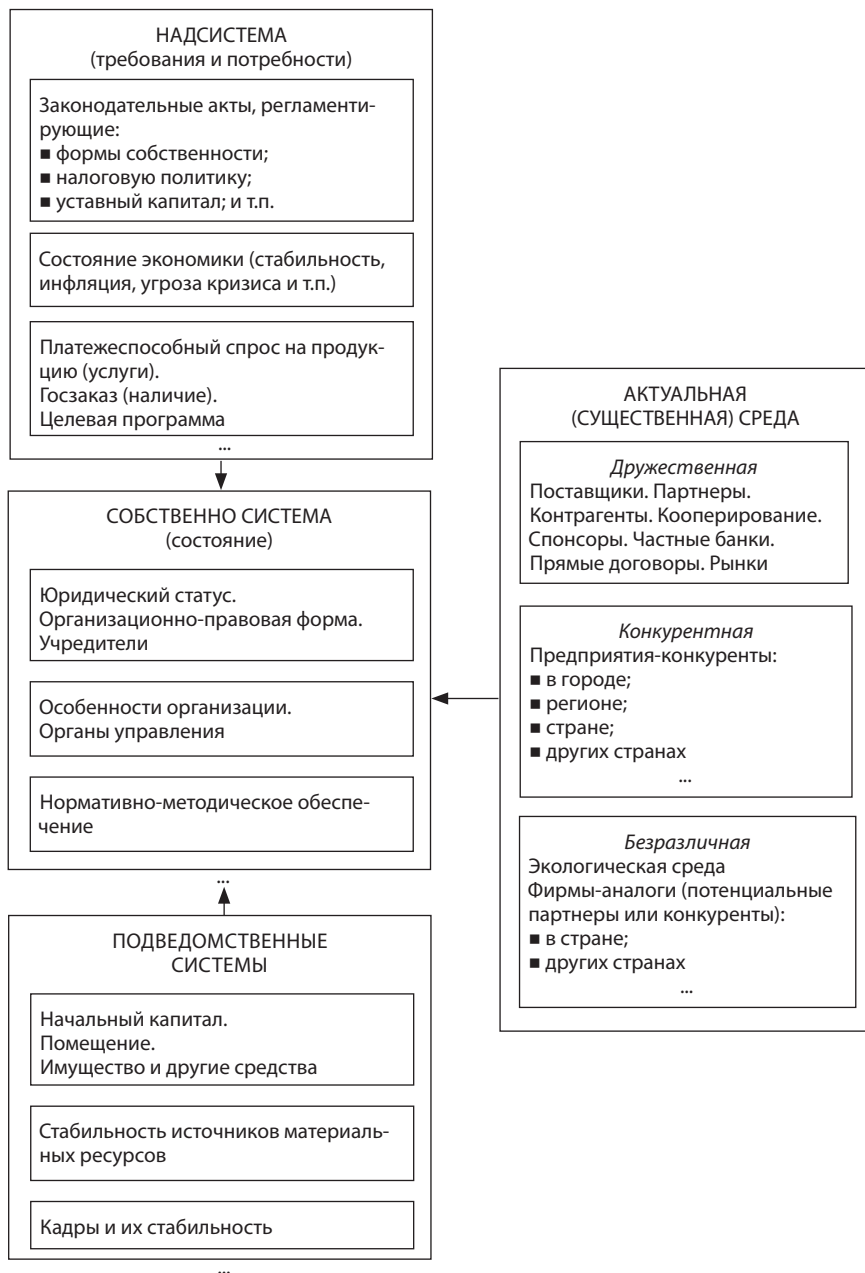 НАДСИСТЕМА
(требования и потребности)
Законодательные акты, регламенти-
рующие:
■ формы собственности;
■ налоговую политику;
■ уставный капитал; и т.п.
Состояние экономики (стабильность,
инфляция, угроза кризиса и т.п.)
Платежеспособный спрос на продук-
цию (услуги).
Госзаказ (наличие).
Целевая программа
...
СОБСТВЕННО СИСТЕМА
(состояние)
Юридический статус.
Организационно-правовая форма.
Учредители
Особенности организации.
Органы управления
Нормативно-методическое обеспе-
чение
...
ПОДВЕДОМСТВЕННЫЕ
СИСТЕМЫ
Начальный капитал.
Помещение.
Имущество и другие средства
Стабильность источников материаль-
ных ресурсов
Кадры и их стабильность
...
АКТУАЛЬНАЯ
(СУЩЕСТВЕННАЯ) СРЕДА
Дружественная
Поставщики. Партнеры.
Контрагенты. Кооперирование.
Спонсоры. Частные банки.
Прямые договоры. Рынки
Конкурентная
Предприятия-конкуренты:
■ в городе;
■ регионе;
■ стране;
■ других странах
...
Безразличная
Экологическая среда
Фирмы-аналоги (потенциальные
партнеры или конкуренты):
■ в стране;
■ других странах
...